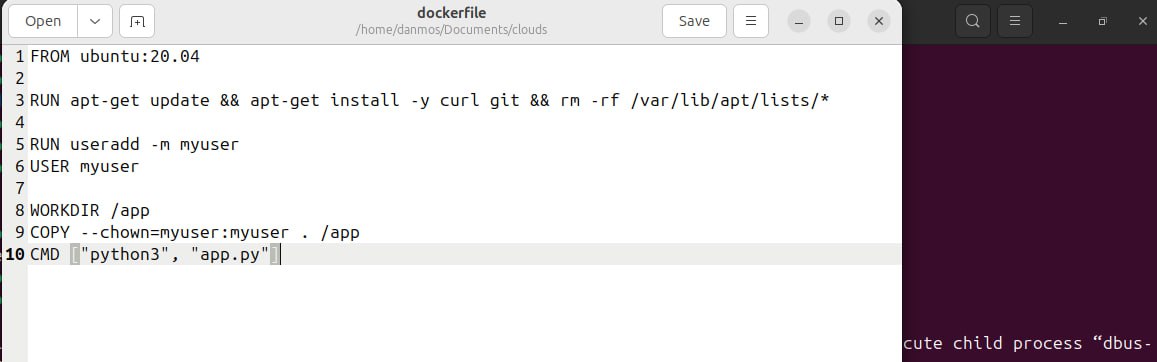 Open
dockerfile
/home/danmos/Documents/clouds
Save
1 FROM ubuntu:20.04
2
3 RUN apt-get update && apt-get install -y curl git && rm -rf /var/lib/apt/lists/*
4
5 RUN useradd -m myuser
6 USER myuser
7
8 WORKDIR /app
9 COPY --chown=myuser:myuser . /app
10 CMD ["python3", "app.py"]
cute child process “dbus-